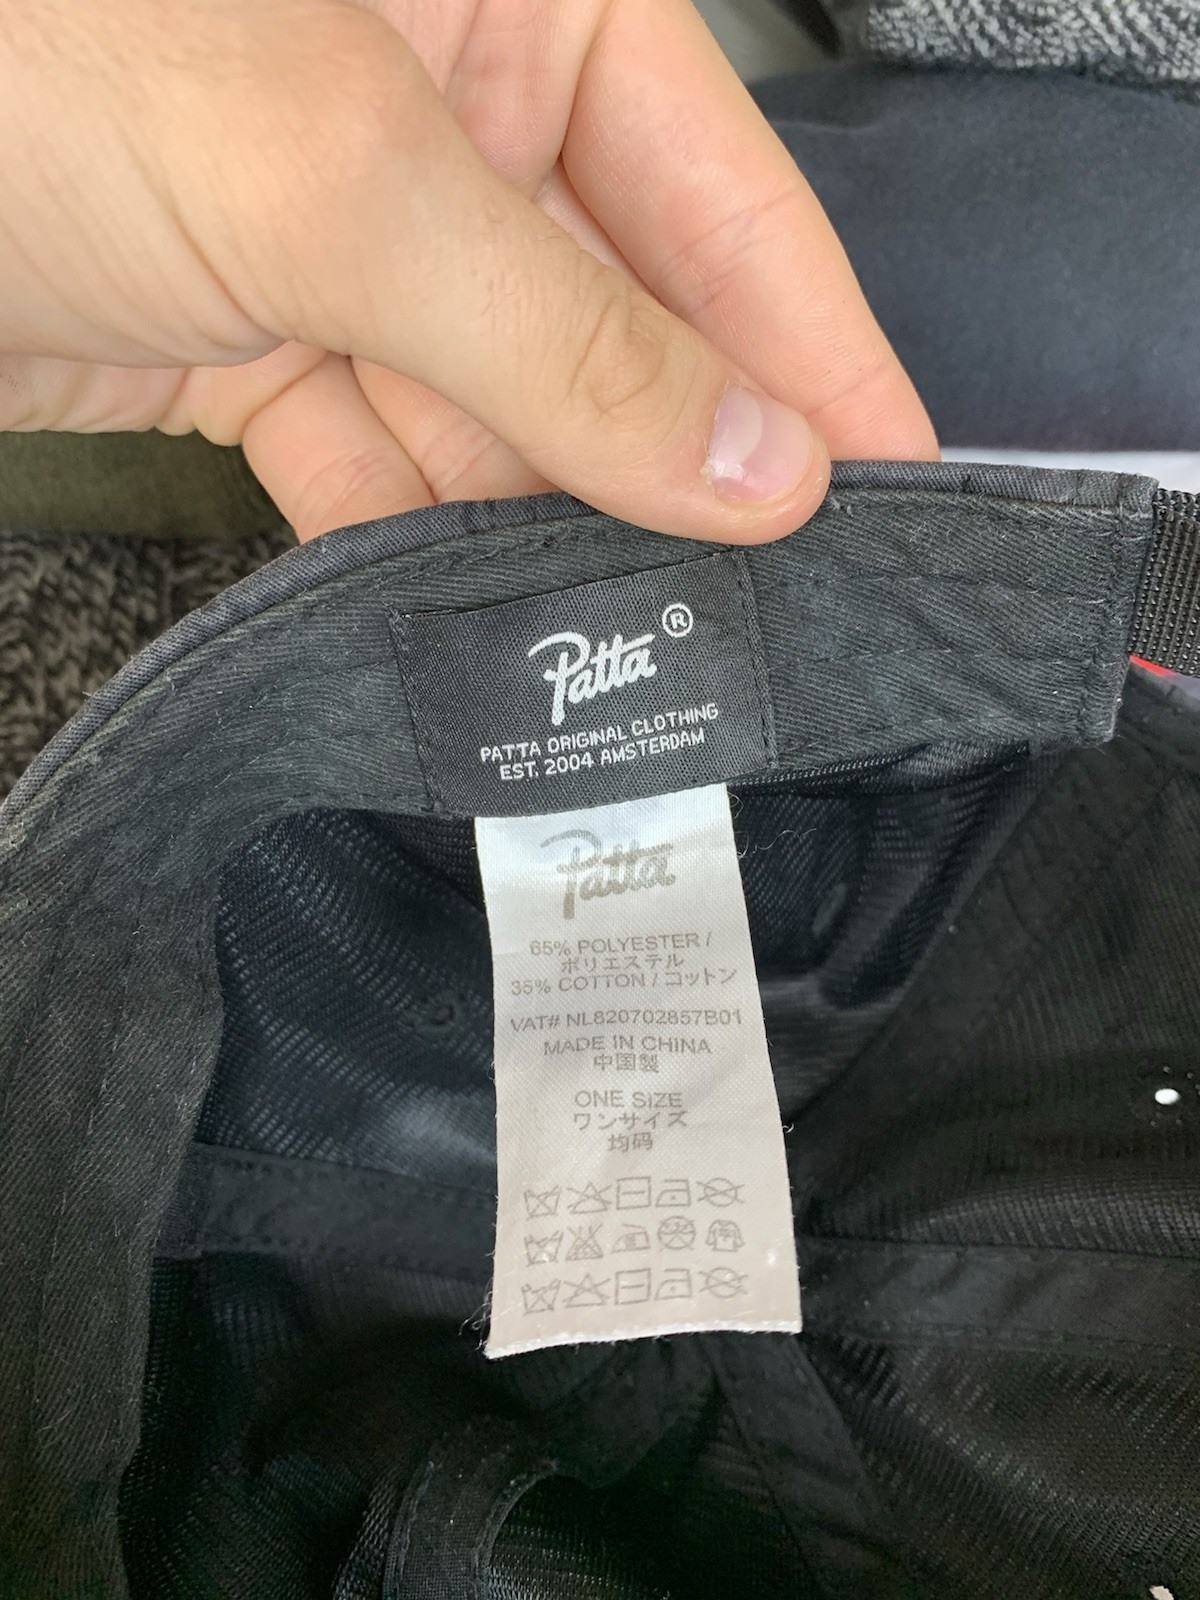 Patta ®
PATTA ORIGINAL CLOTHING
EST. 2004 AMSTERDAM
Patta
65% POLYESTER /
ポリエステル
35% COTTON / コットン
VAT# NL820702857B01
MADE IN CHINA
中国製
ONE SIZE
ワンサイズ
均码